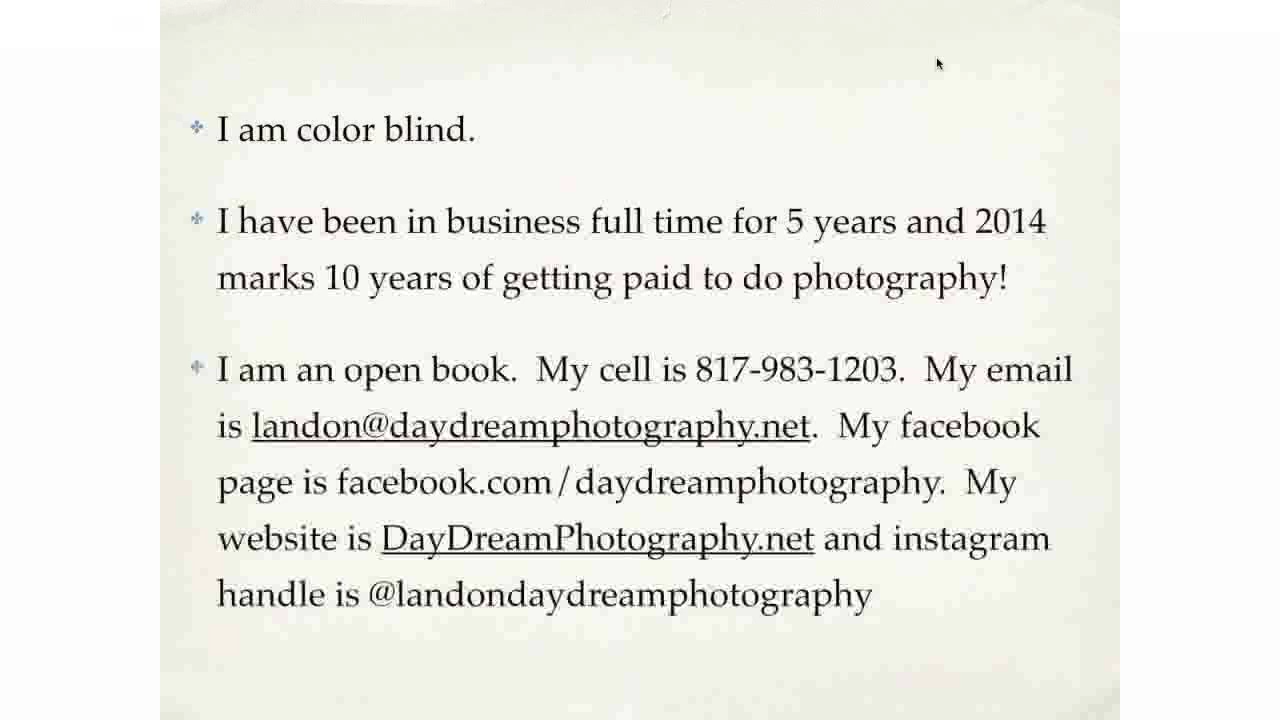 I am color blind.
I have been in business full time for 5 years and 2014
marks 10 years of getting paid to do photography!
I am an open book.  My cell is 817-983-1203.  My email
is landon@daydreamphotography.net.  My facebook
page is facebook.com/daydreamphotography.  My
website is DayDreamPhotography.net and instagram
handle is @landondaydreamphotography